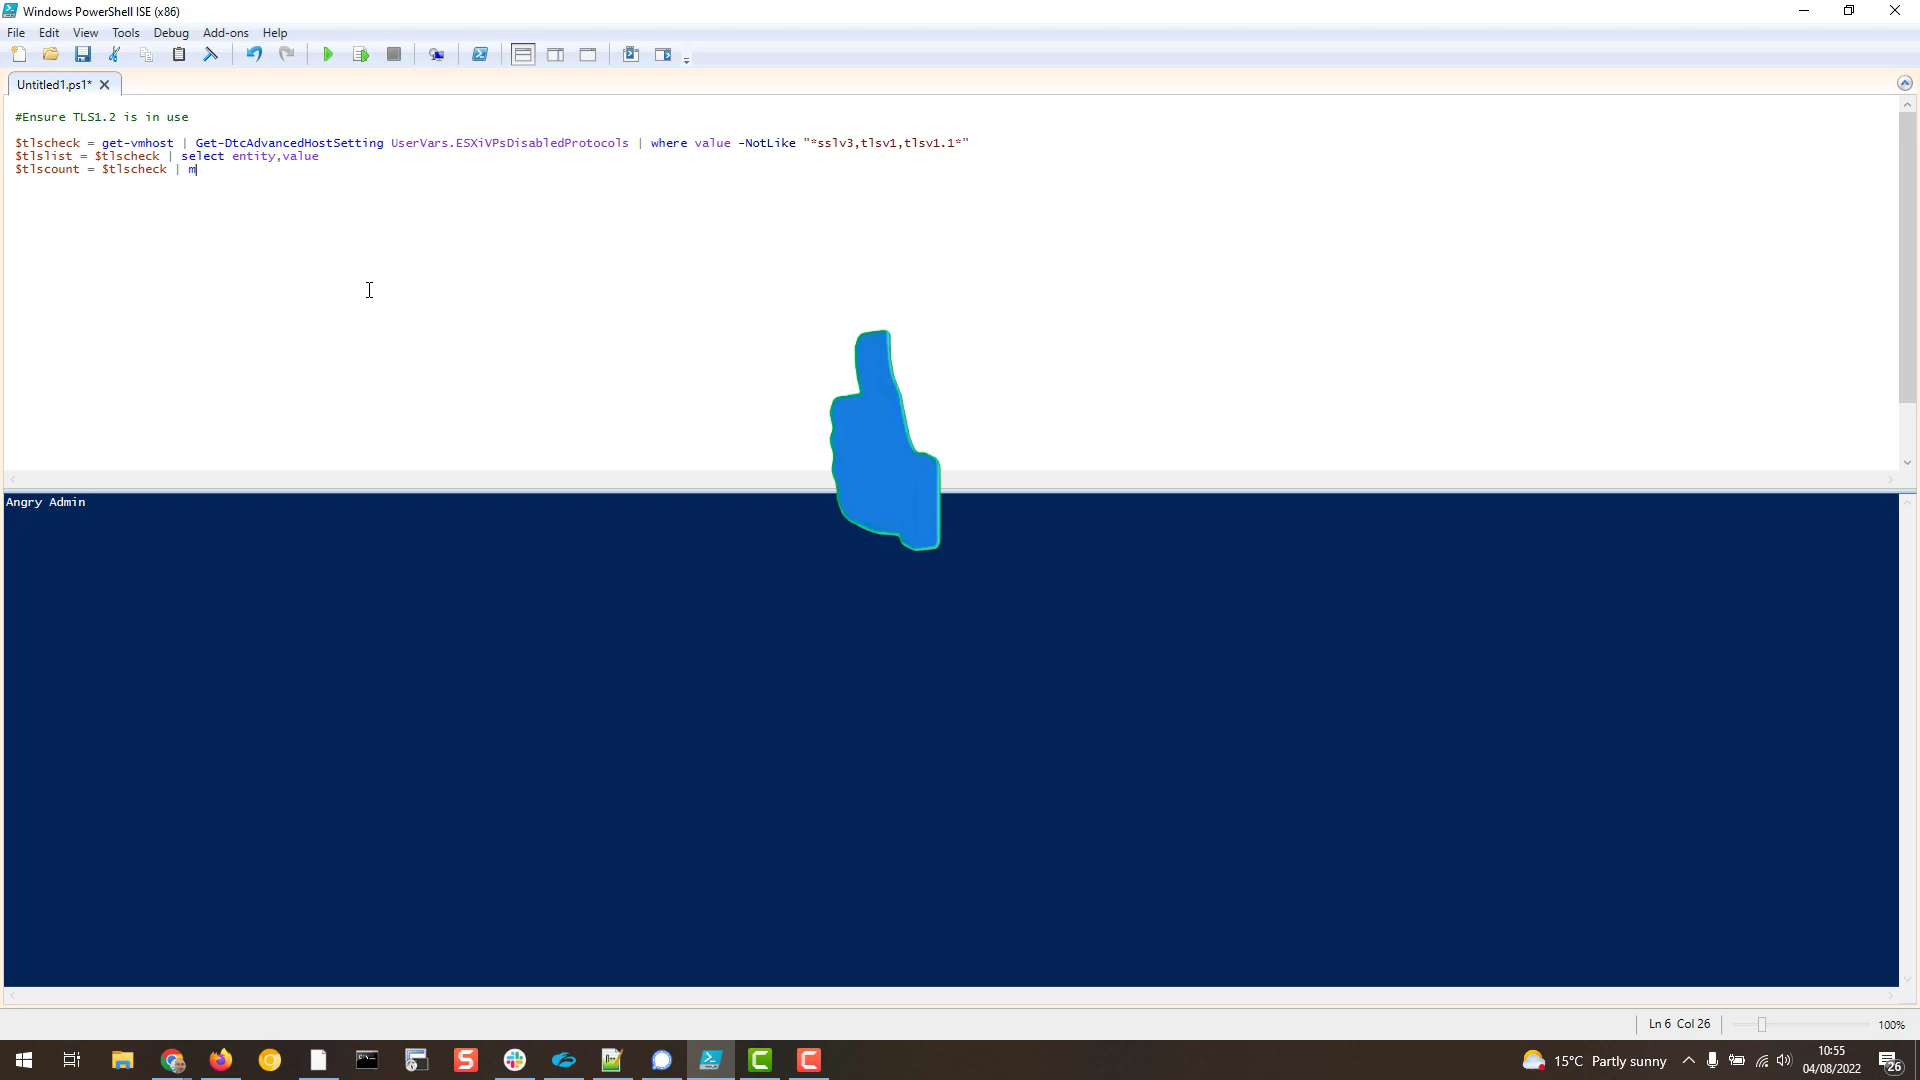 Windows PowerShell ISE (x86)
File Edit View Tools Debug Add-ons Help
Untitled1.ps1*
#Ensure TLS1.2 is in use
$tlscheck = get-vmhost | Get-DtcAdvancedHostSetting UserVars.ESXiVPsDisabledProtocols | where value -NotLike "*sslv3,tlsv1,tlsv1.1*"
$tlslist = $tlscheck | select entity,value
$tlscount = $tlscheck | m
Angry Admin
Ln 6 Col 26
100%
15°C Partly sunny
10:55
04/08/2022
26